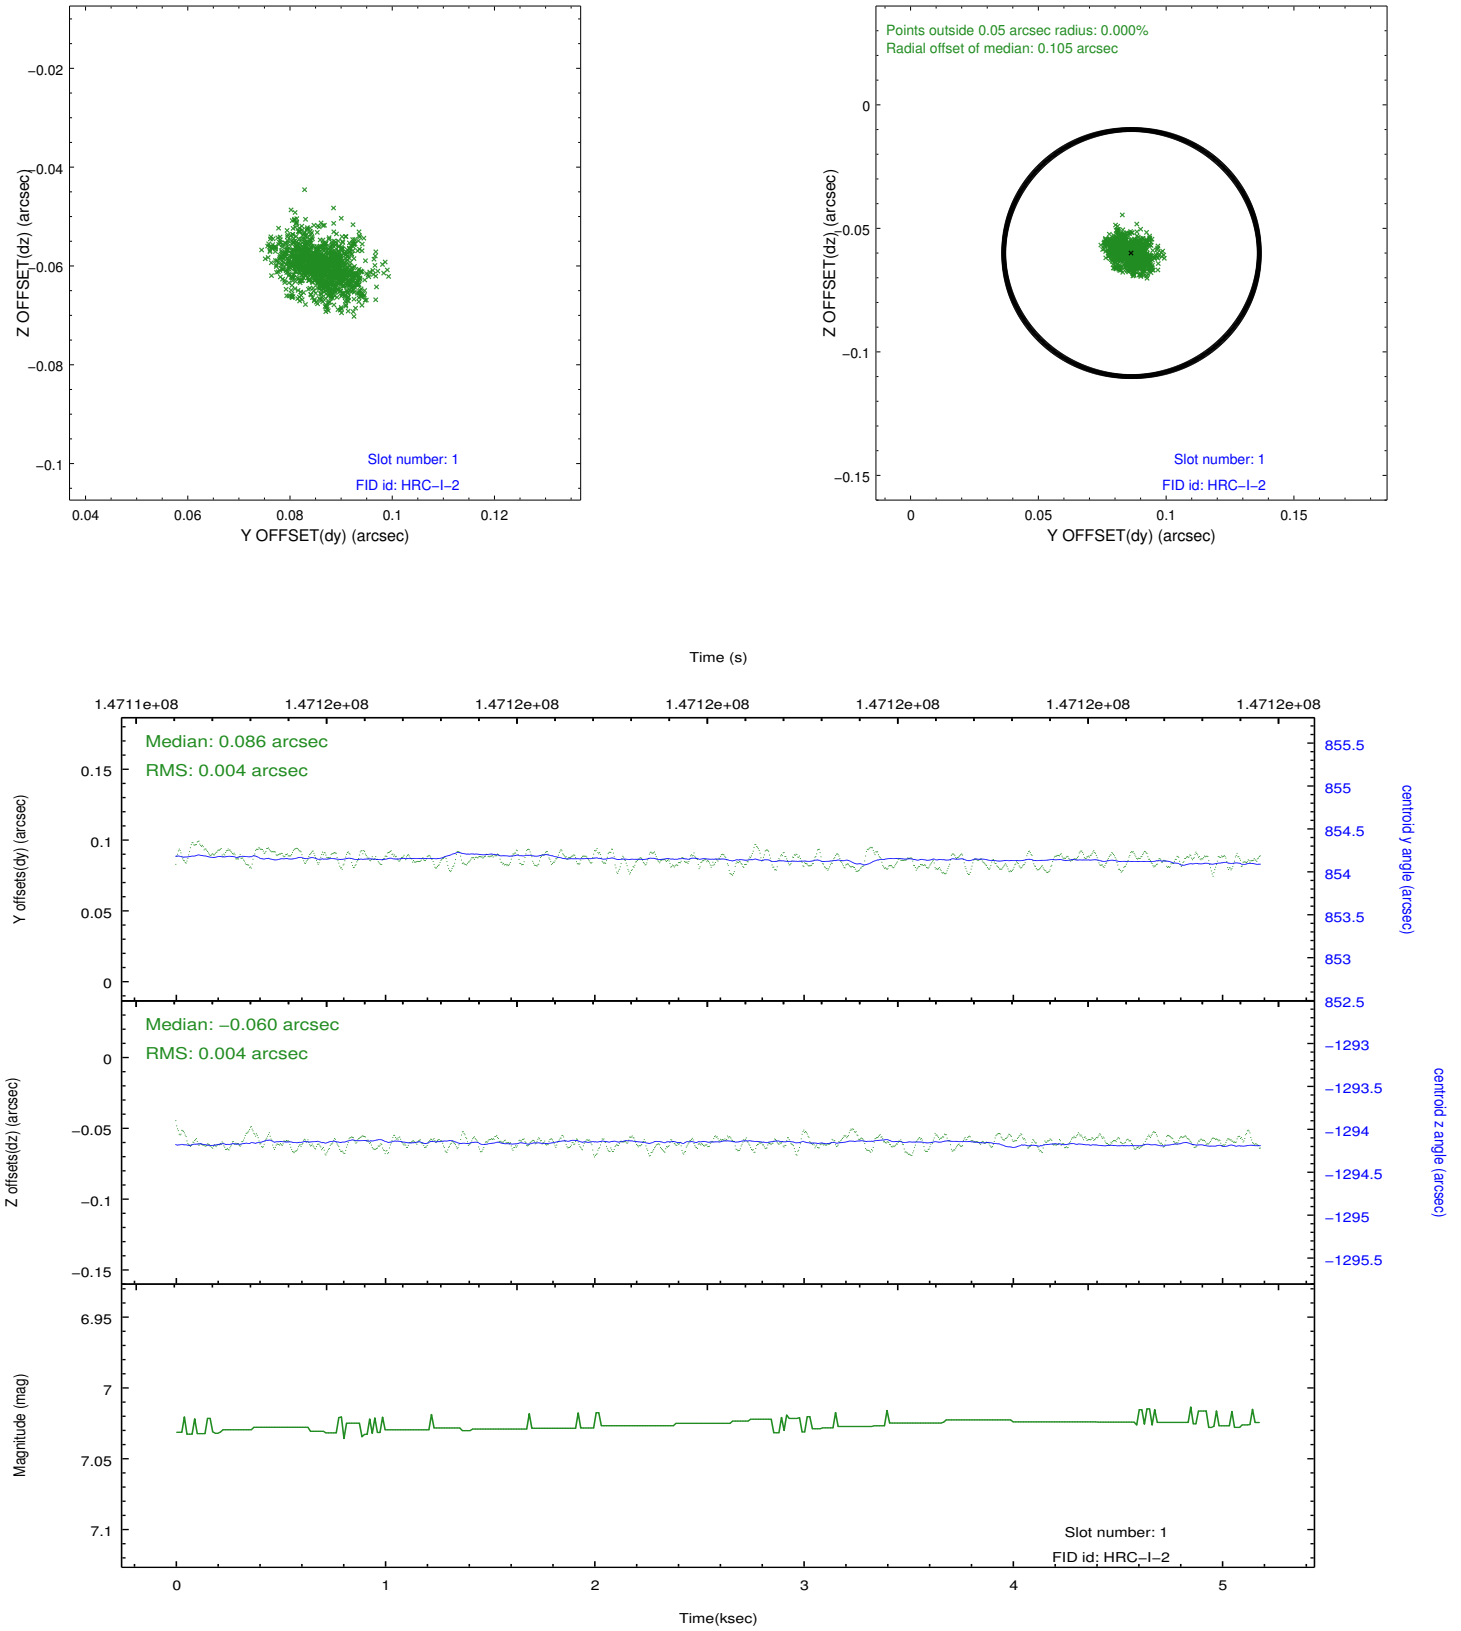 −0.02
−0.04
−0.06
−0.08
−0.1
Z OFFSET(dz) (arcsec)
Slot number: 1
FID id: HRC−I−2
0.04 0.06 0.08 0.1 0.12
Y OFFSET(dy) (arcsec)
Points outside 0.05 arcsec radius: 0.000%
Radial offset of median: 0.105 arcsec
0
−0.05
−0.1
−0.15
Z OFFSET(dz) (arcsec)
Slot number: 1
FID id: HRC−I−2
0 0.05 0.1 0.15
Y OFFSET(dy) (arcsec)
Time (s)
1.4711e+08 1.4712e+08 1.4712e+08 1.4712e+08 1.4712e+08 1.4712e+08 1.4712e+08
Median: 0.086 arcsec
RMS: 0.004 arcsec
0.15
0.1
0.05
0
Y offsets(dy) (arcsec)
855.5
855
854.5
854
853.5
853
852.5
centroid y angle (arcsec)
Median: −0.060 arcsec
RMS: 0.004 arcsec
0
−0.05
−0.1
−0.15
Z offsets(dz) (arcsec)
−1293
−1293.5
−1294
−1294.5
−1295
−1295.5
centroid z angle (arcsec)
6.95
7
7.05
7.1
Magnitude (mag)
Slot number: 1
FID id: HRC−I−2
0 1 2 3 4 5
Time(ksec)